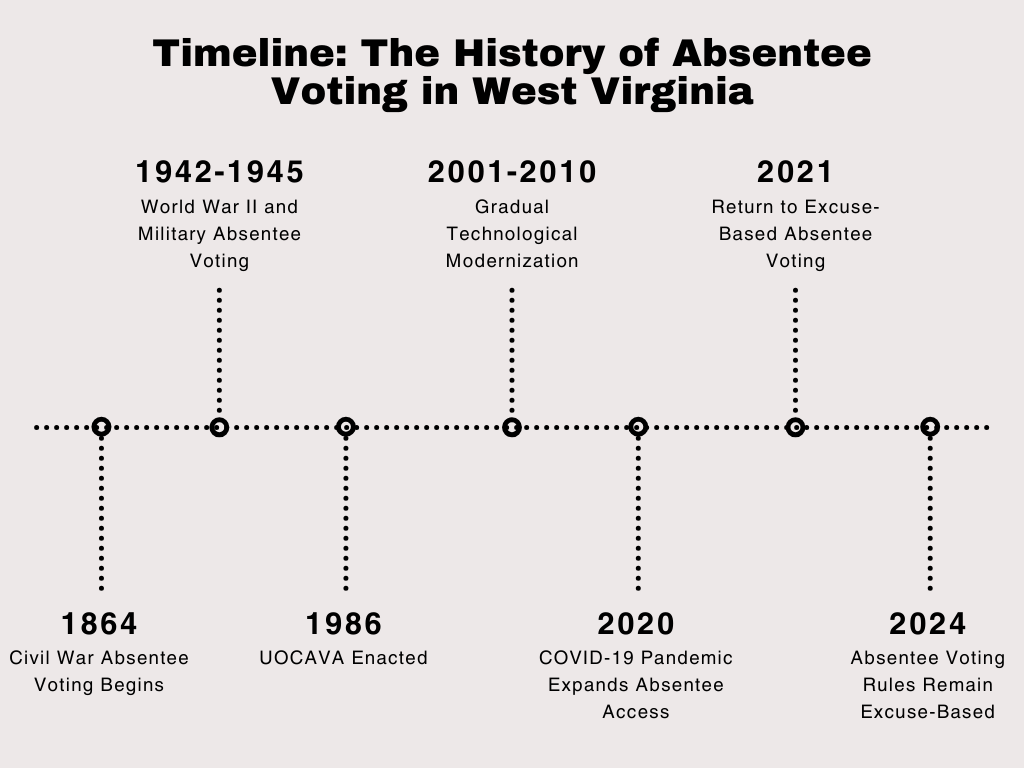 Timeline: The History of Absentee
Voting in West Virginia
1942-1945
World War II and
Military Absentee
Voting
2001-2010
Gradual
Technological
Modernization
2021
Return to Excuse-
Based Absentee
Voting
1864
Civil War Absentee
Voting Begins
1986
UOCAVA Enacted
2020
COVID-19 Pandemic
Expands Absentee
Access
2024
Absentee Voting
Rules Remain
Excuse-Based